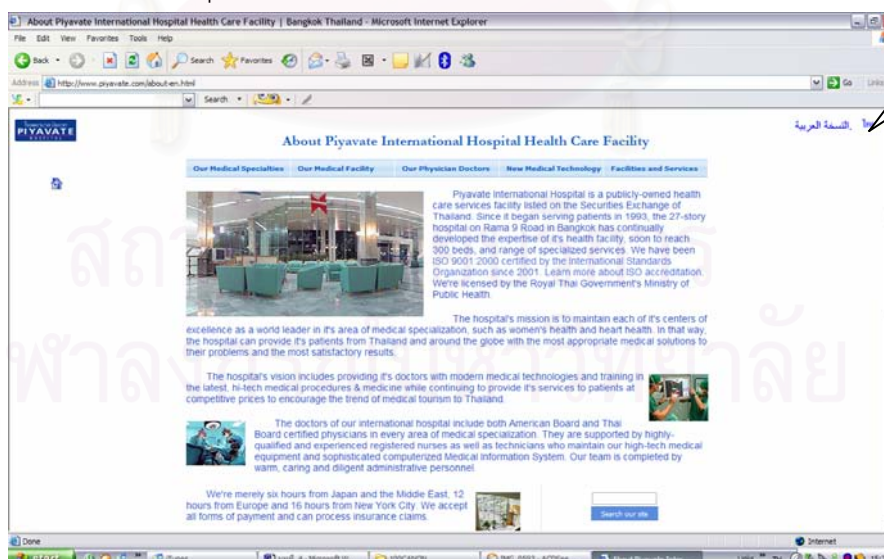 About Piyavate International Hospital Health Care Facility | Bangkok Thailand - Microsoft Internet Explorer
File Edit View Favorites Tools Help
Back Search Favorites
Address http://www.piyavate.com/about-en.html Go Links
Search
PIYAVATE
النسخة العربية.
About Piyavate International Hospital Health Care Facility
Our Medical Specialties Our Medical Facility Our Physician Doctors New Medical Technology Facilities and Services
Piyavate International Hospital is a publicly-owned health
care services facility listed on the Securities Exchange of
Thailand. Since it began serving patients in 1993, the 27-story
hospital on Rama 9 Road in Bangkok has continually
developed the expertise of it's health facility, soon to reach
300 beds, and range of specialized services. We have been
ISO 9001:2000 certified by the International Standards
Organization since 2001. Learn more about ISO accreditation.
We're licensed by the Royal Thai Government's Ministry of
Public Health.
The hospital's mission is to maintain each of it's centers of
excellence as a world leader in it's area of medical specialization, such as women's health and heart health. In that way,
the hospital can provide it's patients from Thailand and around the globe with the most appropriate medical solutions to
their problems and the most satisfactory results.
The hospital's vision includes providing it's doctors with modern medical technologies and training in
the latest, hi-tech medical procedures & medicine while continuing to provide it's services to patients at
competitive prices to encourage the trend of medical tourism to Thailand.
The doctors of our international hospital include both American Board and Thai
Board certified physicians in every area of medical specialization. They are supported by highly-
qualified and experienced registered nurses as well as technicians who maintain our high-tech medical
equipment and sophisticated computerized Medical Information System. Our team is completed by
warm, caring and diligent administrative personnel.
We're merely six hours from Japan and the Middle East, 12
hours from Europe and 16 hours from New York City. We accept
all forms of payment and can process insurance claims.
Search our site
Done Internet